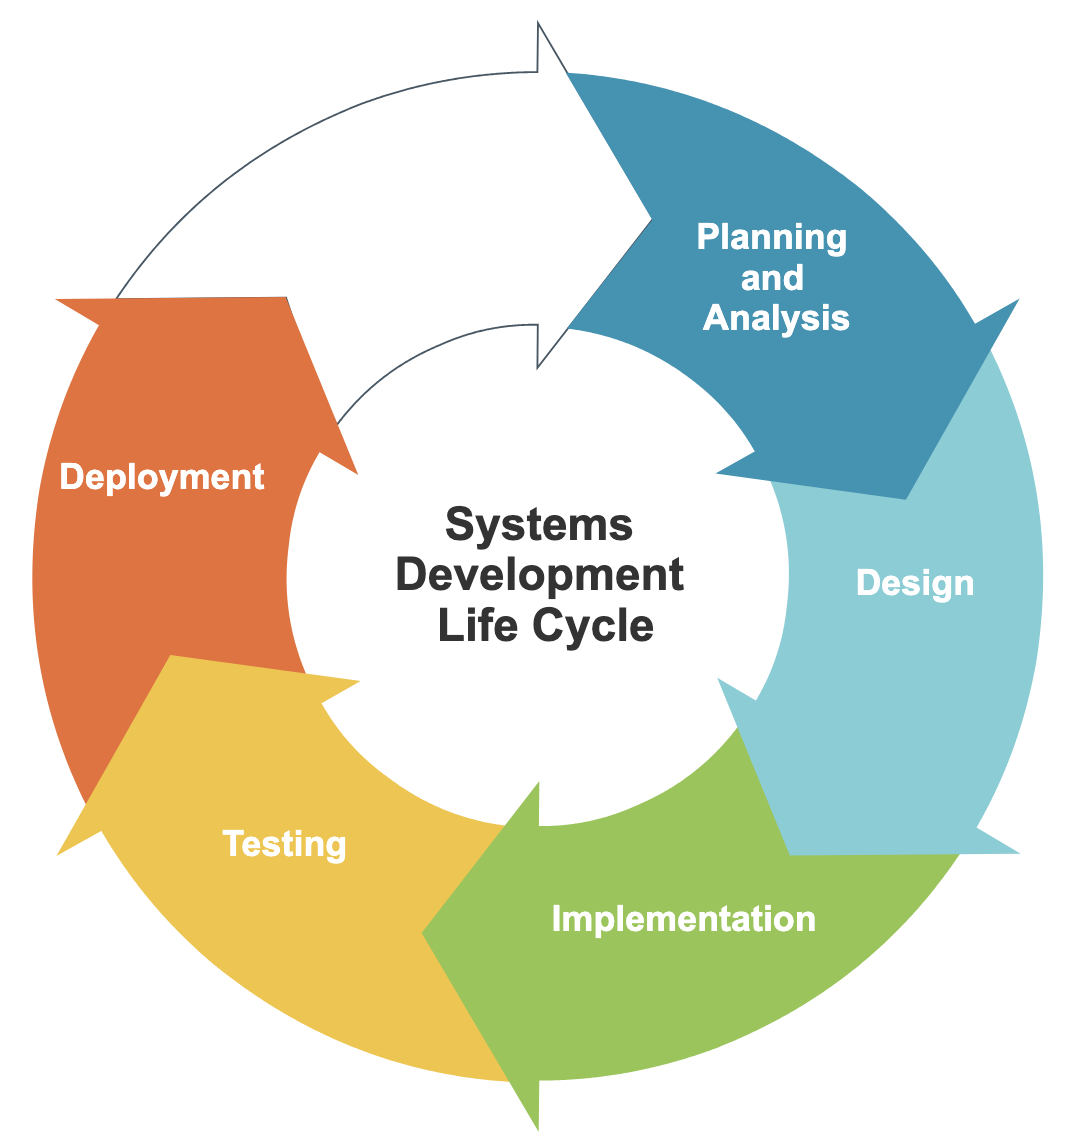 Systems
Development
Life Cycle
Planning
and
Analysis
Design
Implementation
Testing
Deployment